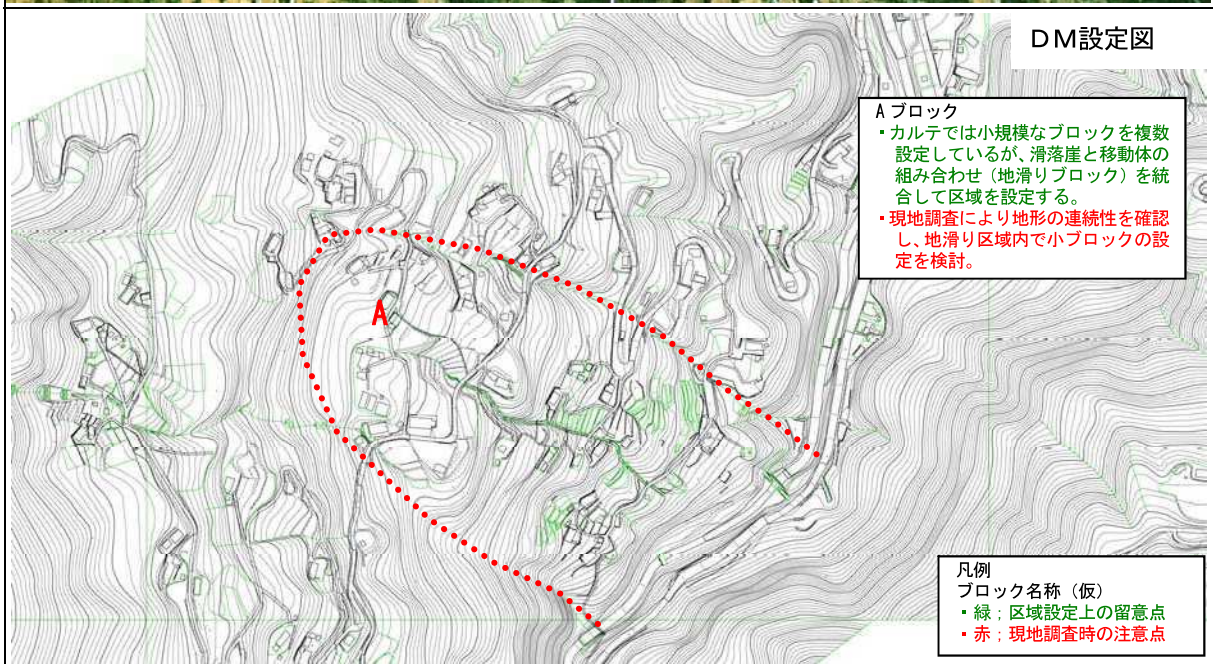 DM設定図
A ブロック
▪カルテでは小規模なブロックを複数
設定しているが、滑落崖と移動体の
組み合わせ（地滑りブロック）を統
合して区域を設定する。
▪現地調査により地形の連続性を確認
し、地滑り区域内で小ブロックの設
定を検討。
A
凡例
ブロック名称（仮）
▪緑；区域設定上の留意点
▪赤；現地調査時の注意点